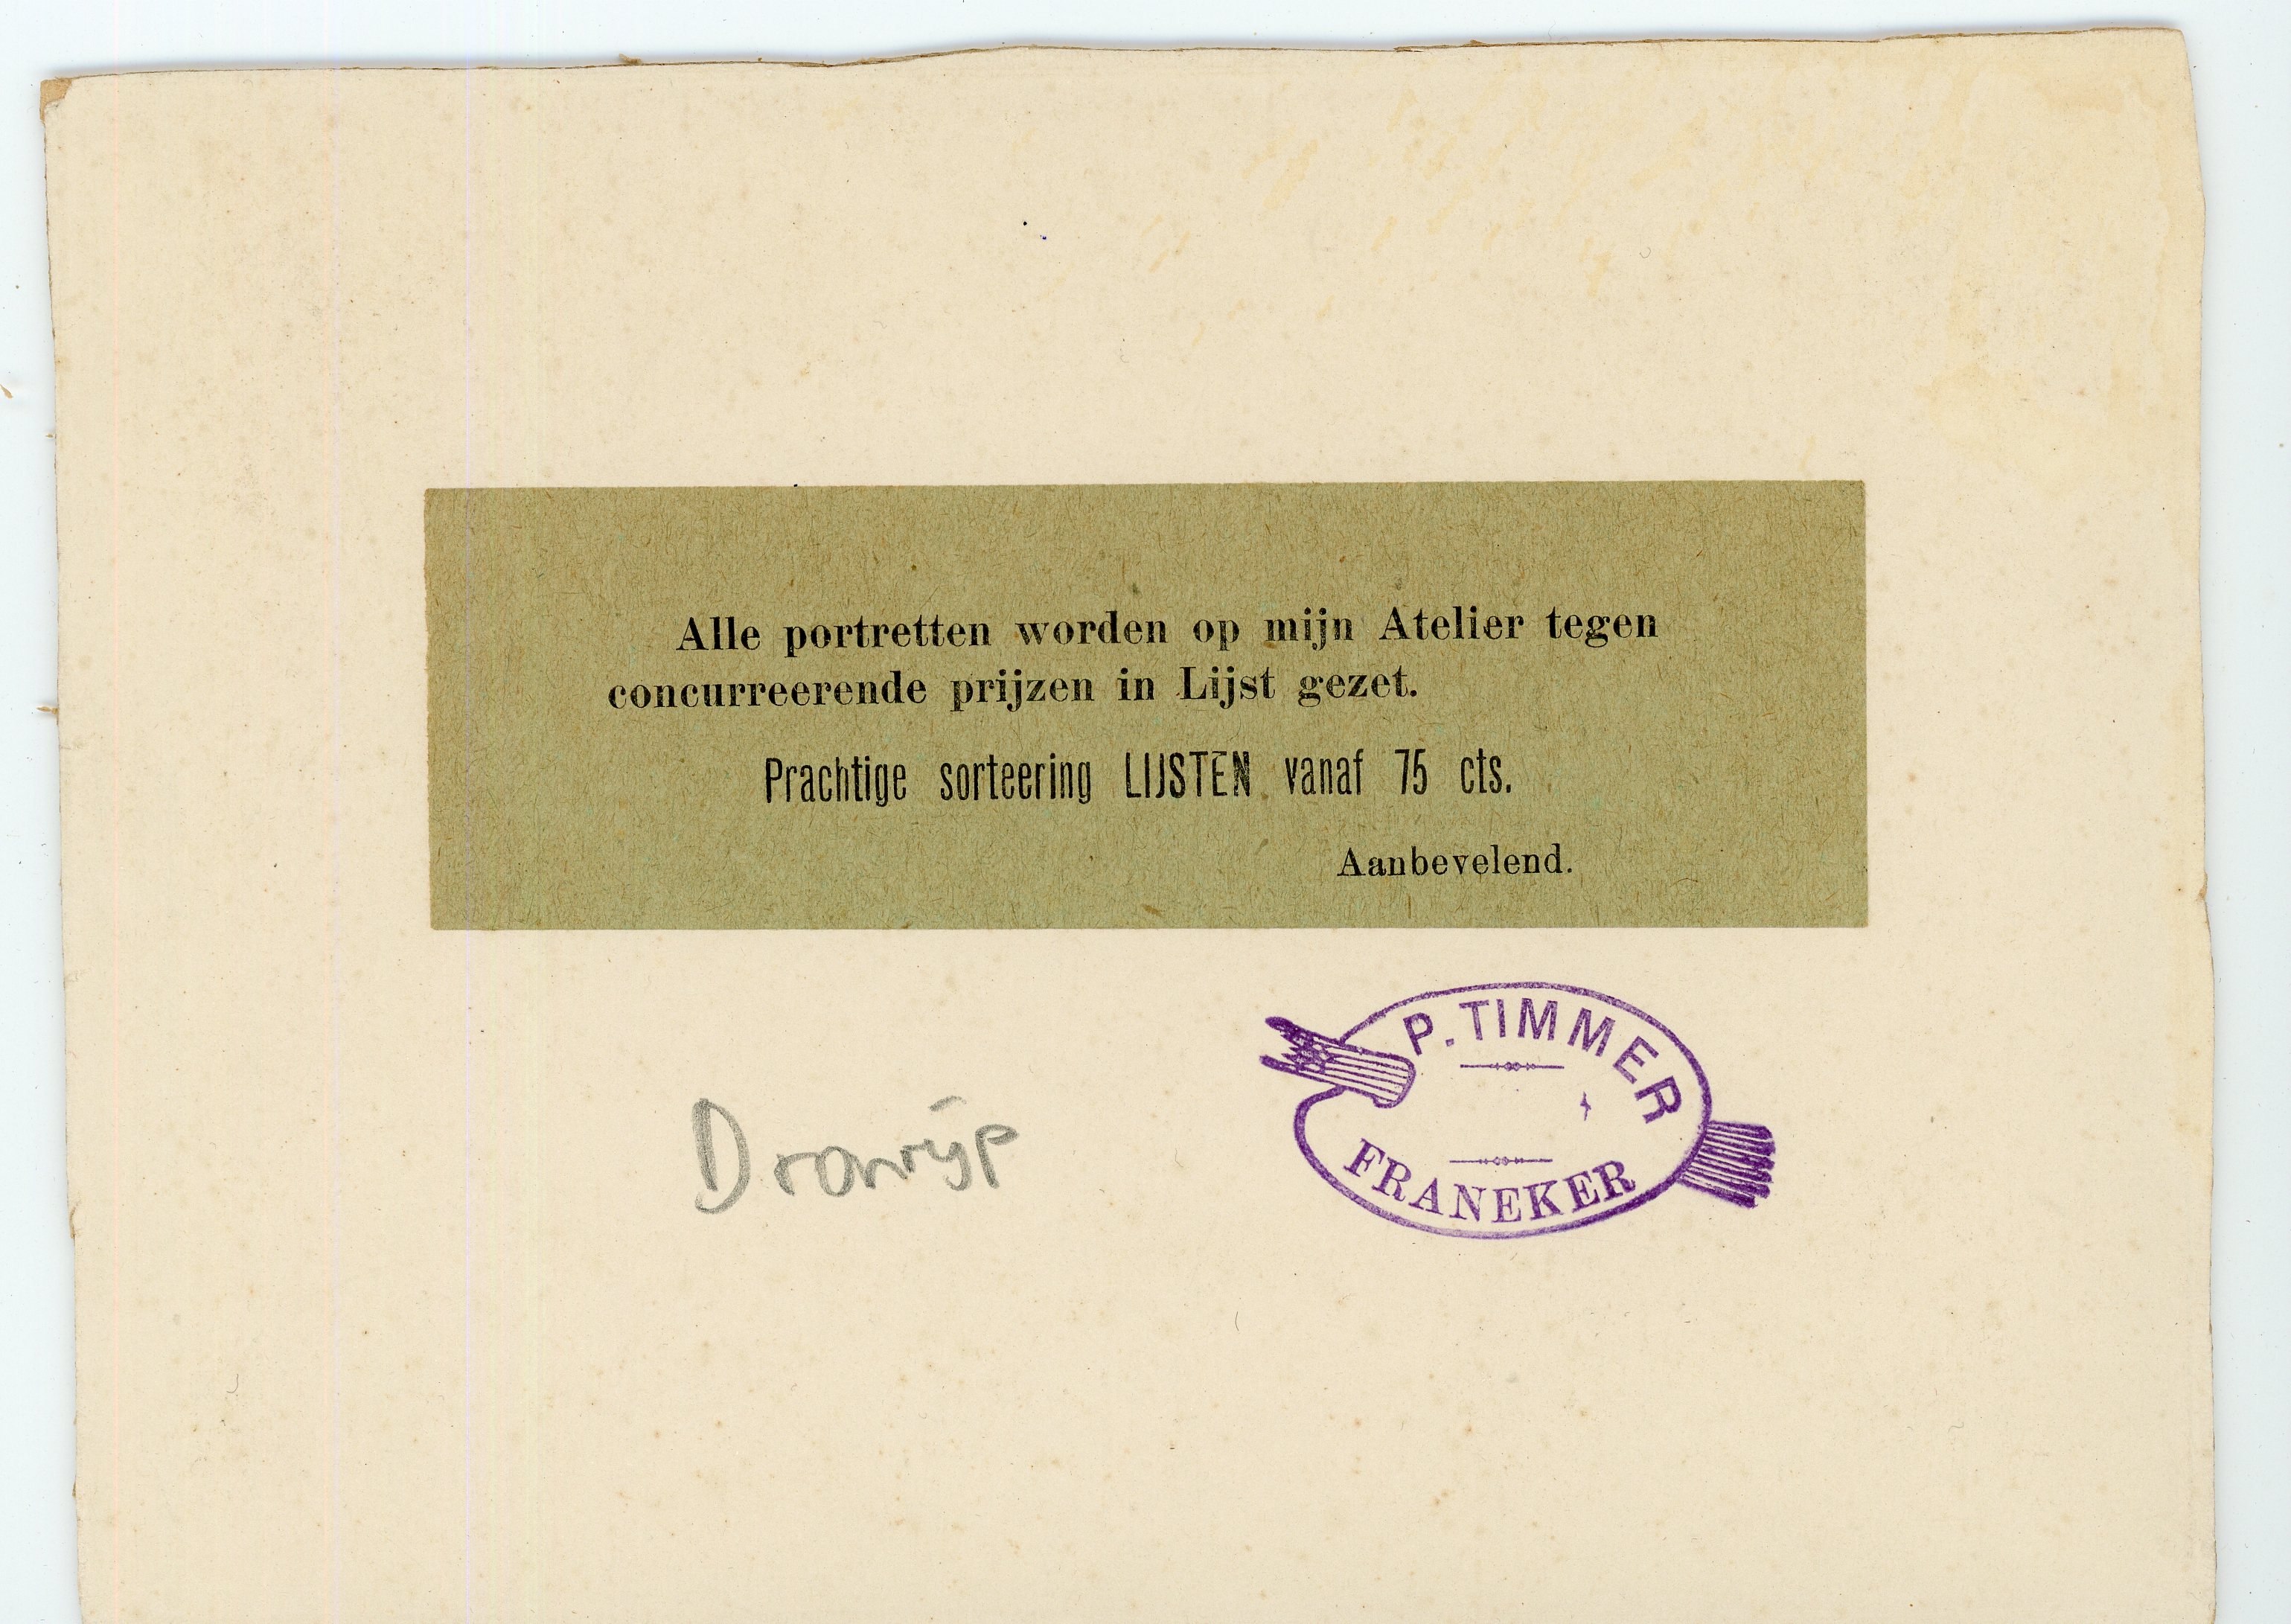 Alle portretten worden op mijn Atelier tegen
concurreerende prijzen in Lijst gezet.
Prachtige sorteering LIJSTEN vanaf 75 cts.
Aanbevelend.
P. TIMMER
FRANEKER
Dronrijp